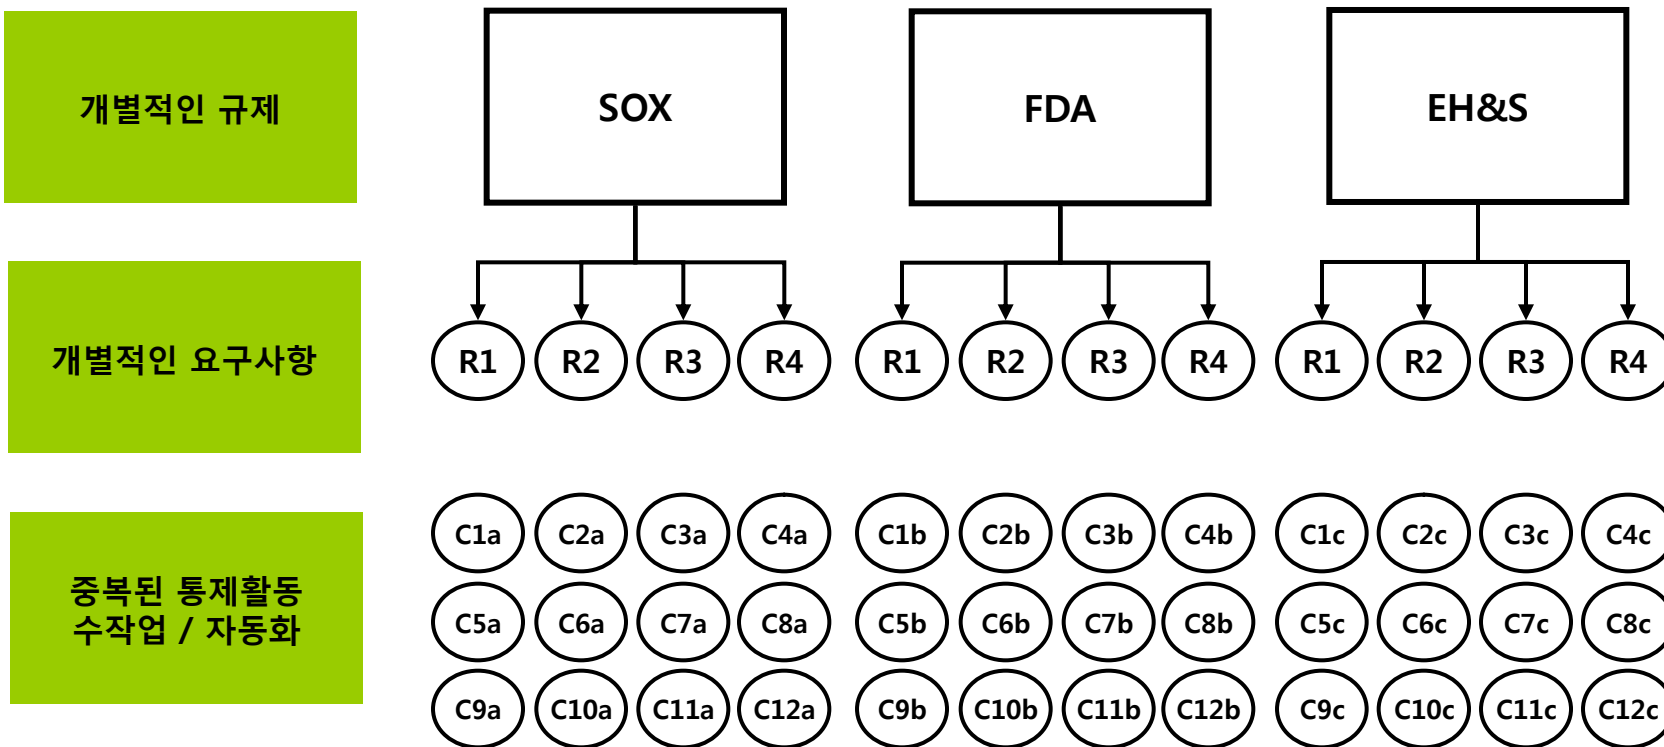 개별적인 규제
SOX
FDA
EH&S
개별적인 요구사항
R1 R2 R3 R4 R1 R2 R3 R4 R1 R2 R3 R4
중복된 통제활동
수작업 / 자동화
C1a C2a C3a C4a C1b C2b C3b C4b C1c C2c C3c C4c
C5a C6a C7a C8a C5b C6b C7b C8b C5c C6c C7c C8c
C9a C10a C11a C12a C9b C10b C11b C12b C9c C10c C11c C12c